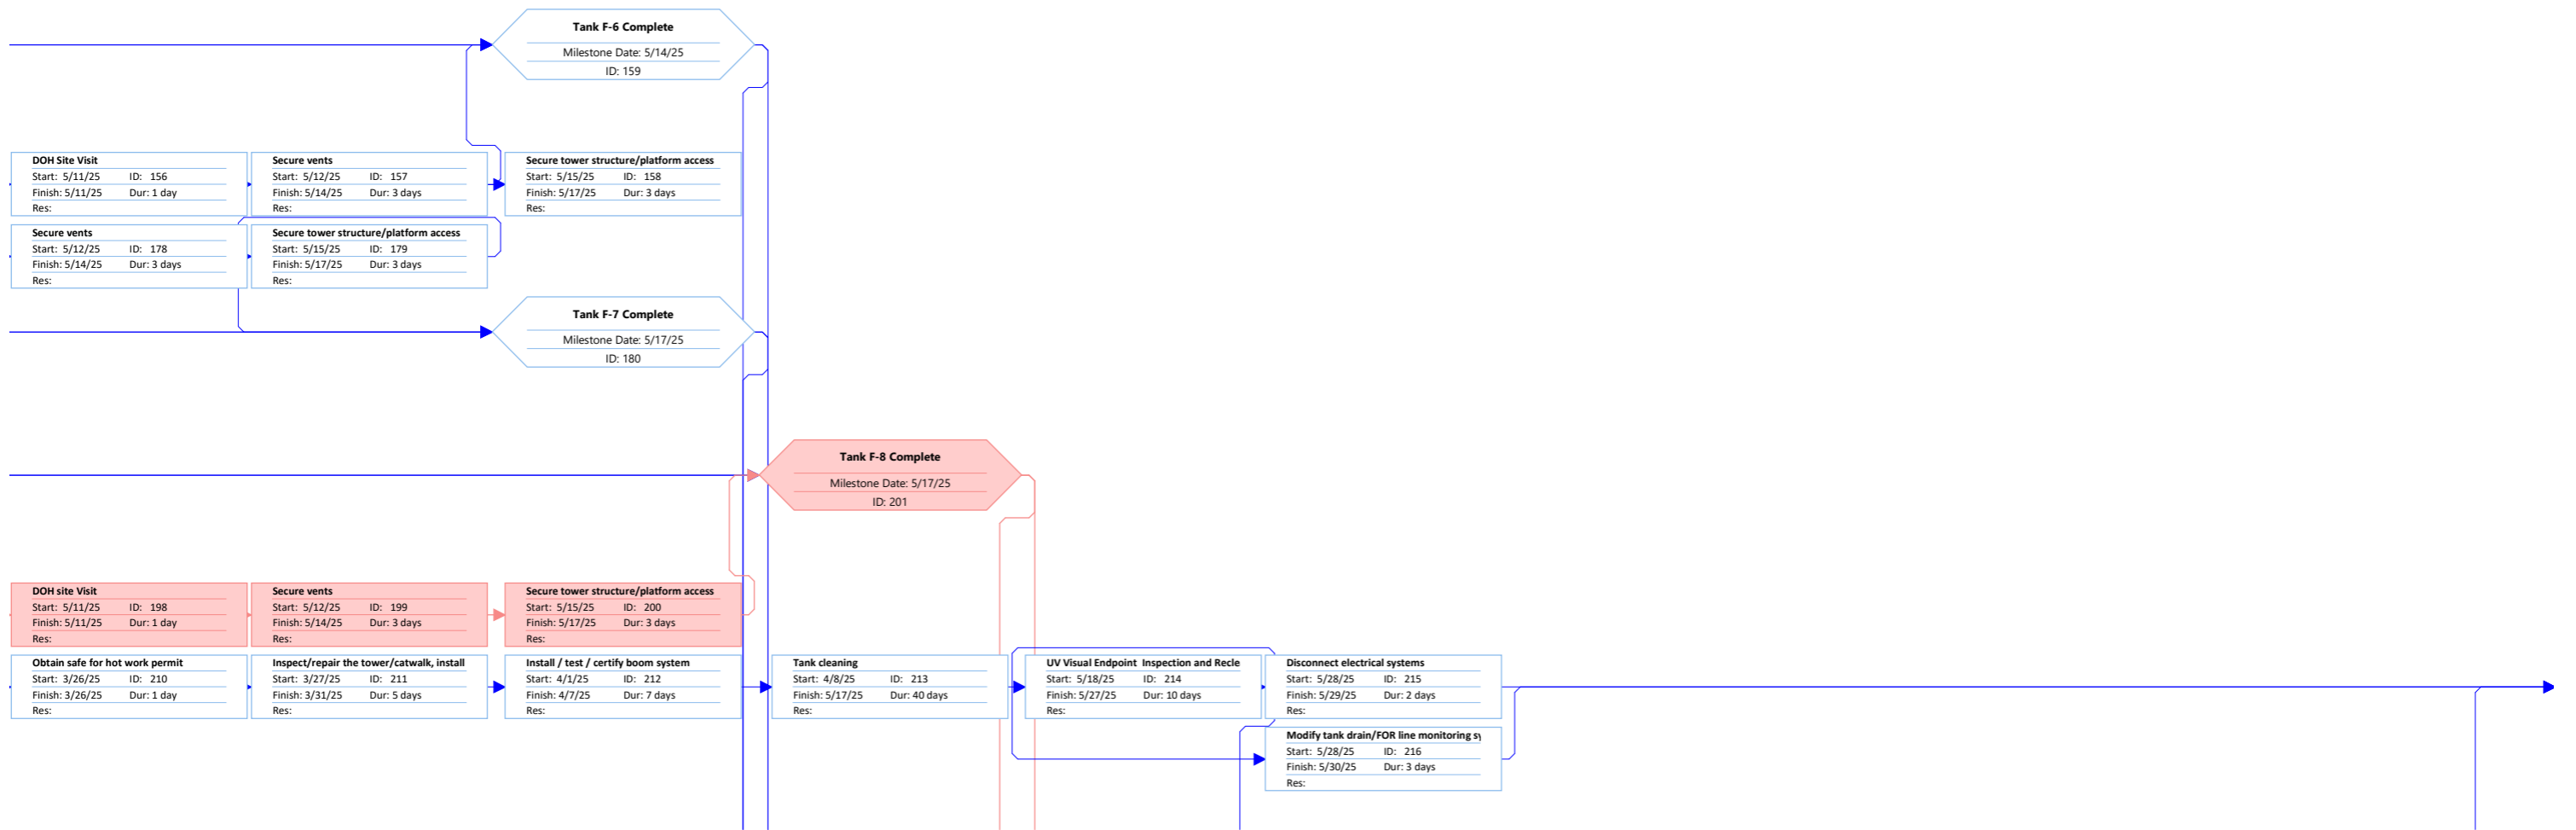 Tank F-6 Complete
Milestone Date: 5/14/25
ID: 159
DOH Site Visit
Start: 5/11/25 ID: 156
Finish: 5/11/25 Dur: 1 day
Res:
Secure vents
Start: 5/12/25 ID: 157
Finish: 5/14/25 Dur: 3 days
Res:
Secure tower structure/platform access
Start: 5/15/25 ID: 158
Finish: 5/17/25 Dur: 3 days
Res:
Secure vents
Start: 5/12/25 ID: 178
Finish: 5/14/25 Dur: 3 days
Res:
Secure tower structure/platform access
Start: 5/15/25 ID: 179
Finish: 5/17/25 Dur: 3 days
Res:
Tank F-7 Complete
Milestone Date: 5/17/25
ID: 180
Tank F-8 Complete
Milestone Date: 5/17/25
ID: 201
DOH site Visit
Start: 5/11/25 ID: 198
Finish: 5/11/25 Dur: 1 day
Res:
Secure vents
Start: 5/12/25 ID: 199
Finish: 5/14/25 Dur: 3 days
Res:
Secure tower structure/platform access
Start: 5/15/25 ID: 200
Finish: 5/17/25 Dur: 3 days
Res:
Obtain safe for hot work permit
Start: 3/26/25 ID: 210
Finish: 3/26/25 Dur: 1 day
Res:
Inspect/repair the tower/catwalk, install
Start: 3/27/25 ID: 211
Finish: 3/31/25 Dur: 5 days
Res:
Install / test / certify boom system
Start: 4/1/25 ID: 212
Finish: 4/7/25 Dur: 7 days
Res:
Tank cleaning
Start: 4/8/25 ID: 213
Finish: 5/17/25 Dur: 40 days
Res:
UV Visual Endpoint Inspection and Recle
Start: 5/18/25 ID: 214
Finish: 5/27/25 Dur: 10 days
Res:
Disconnect electrical systems
Start: 5/28/25 ID: 215
Finish: 5/29/25 Dur: 2 days
Res:
Modify tank drain/FOR line monitoring sy
Start: 5/28/25 ID: 216
Finish: 5/30/25 Dur: 3 days
Res: